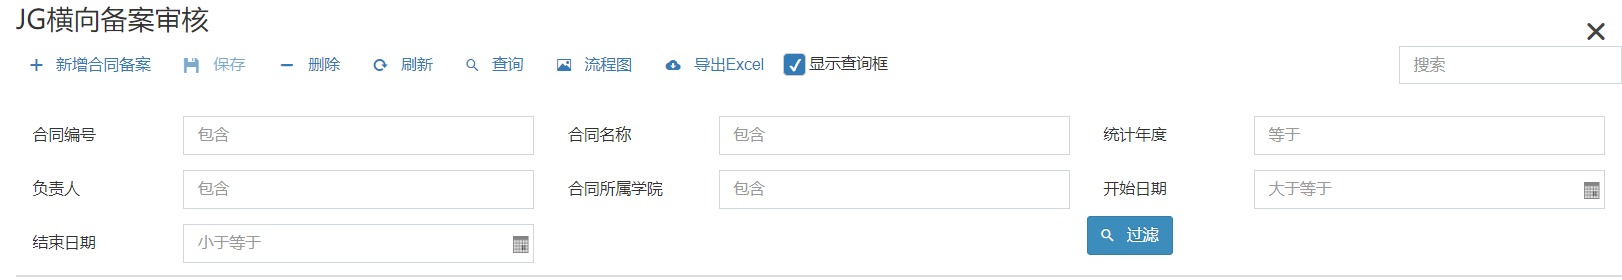 JG横向备案审核
新增合同备案 保存 删除 刷新 查询 流程图 导出Excel 显示查询框 搜索
合同编号 包含 合同名称 包含 统计年度 等于
负责人 包含 合同所属学院 包含 开始日期 大于等于
结束日期 小于等于 过滤